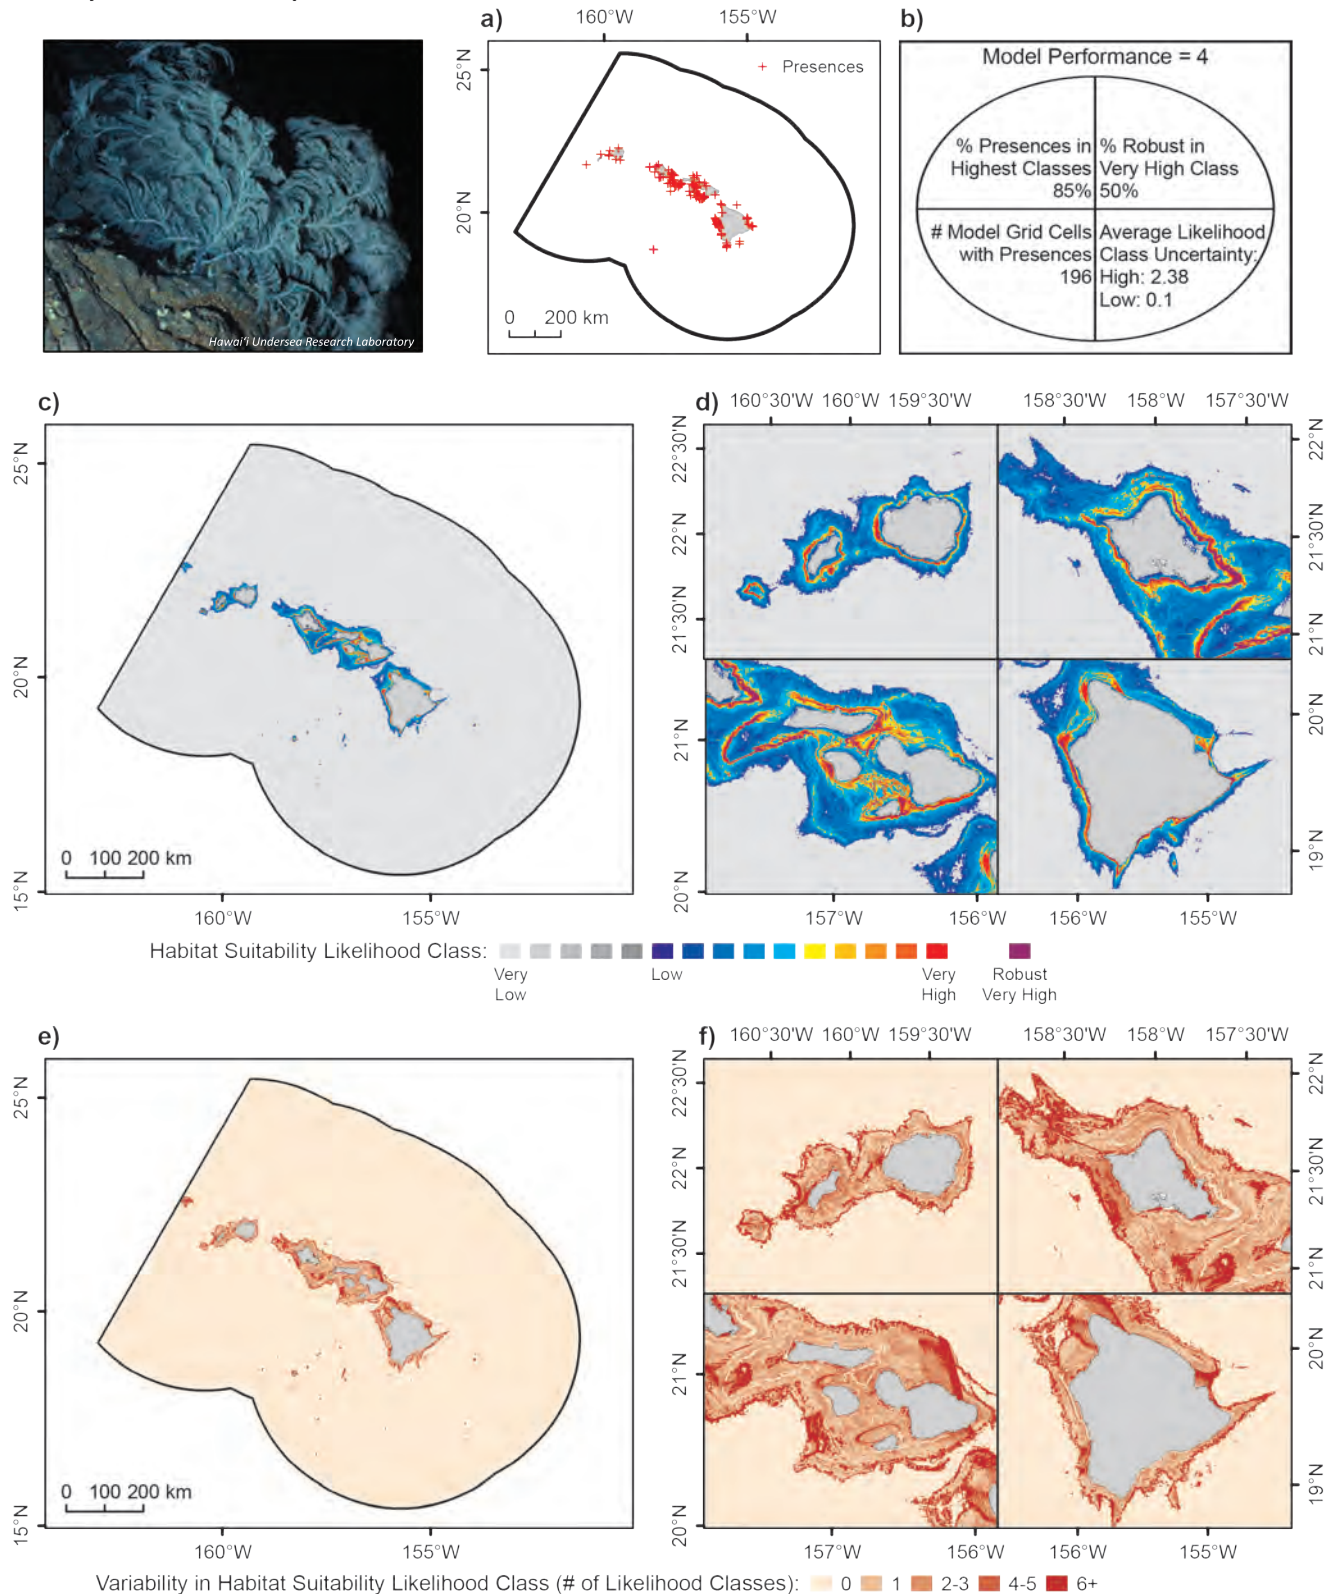 a)
160°W 155°W
b)
25°N
20°N
+ Presences
0 200 km
Hawai‘i Undersea Research Laboratory
Model Performance = 4
% Presences in
Highest Classes
85%
% Robust in
Very High Class
50%
# Model Grid Cells
with Presences
196
Average Likelihood
Class Uncertainty:
High: 2.38
Low: 0.1
c)
25°N
20°N
15°N
0 100 200 km
160°W 155°W
d)
160°30'W 160°W 159°30'W 158°30'W 158°W 157°30'W
22°30'N
22°N
21°30'N
22°N
21°30'N
21°N
21°N
20°N
20°N
19°N
157°W 156°W 156°W 155°W
Habitat Suitability Likelihood Class:
Very
Low
Low
Very
High
Robust
Very High
e)
25°N
20°N
15°N
0 100 200 km
160°W 155°W
f)
160°30'W 160°W 159°30'W 158°30'W 158°W 157°30'W
22°30'N
22°N
21°30'N
22°N
21°30'N
21°N
21°N
20°N
20°N
19°N
157°W 156°W 156°W 155°W
Variability in Habitat Suitability Likelihood Class (# of Likelihood Classes): 0 1 2-3 4-5 6+